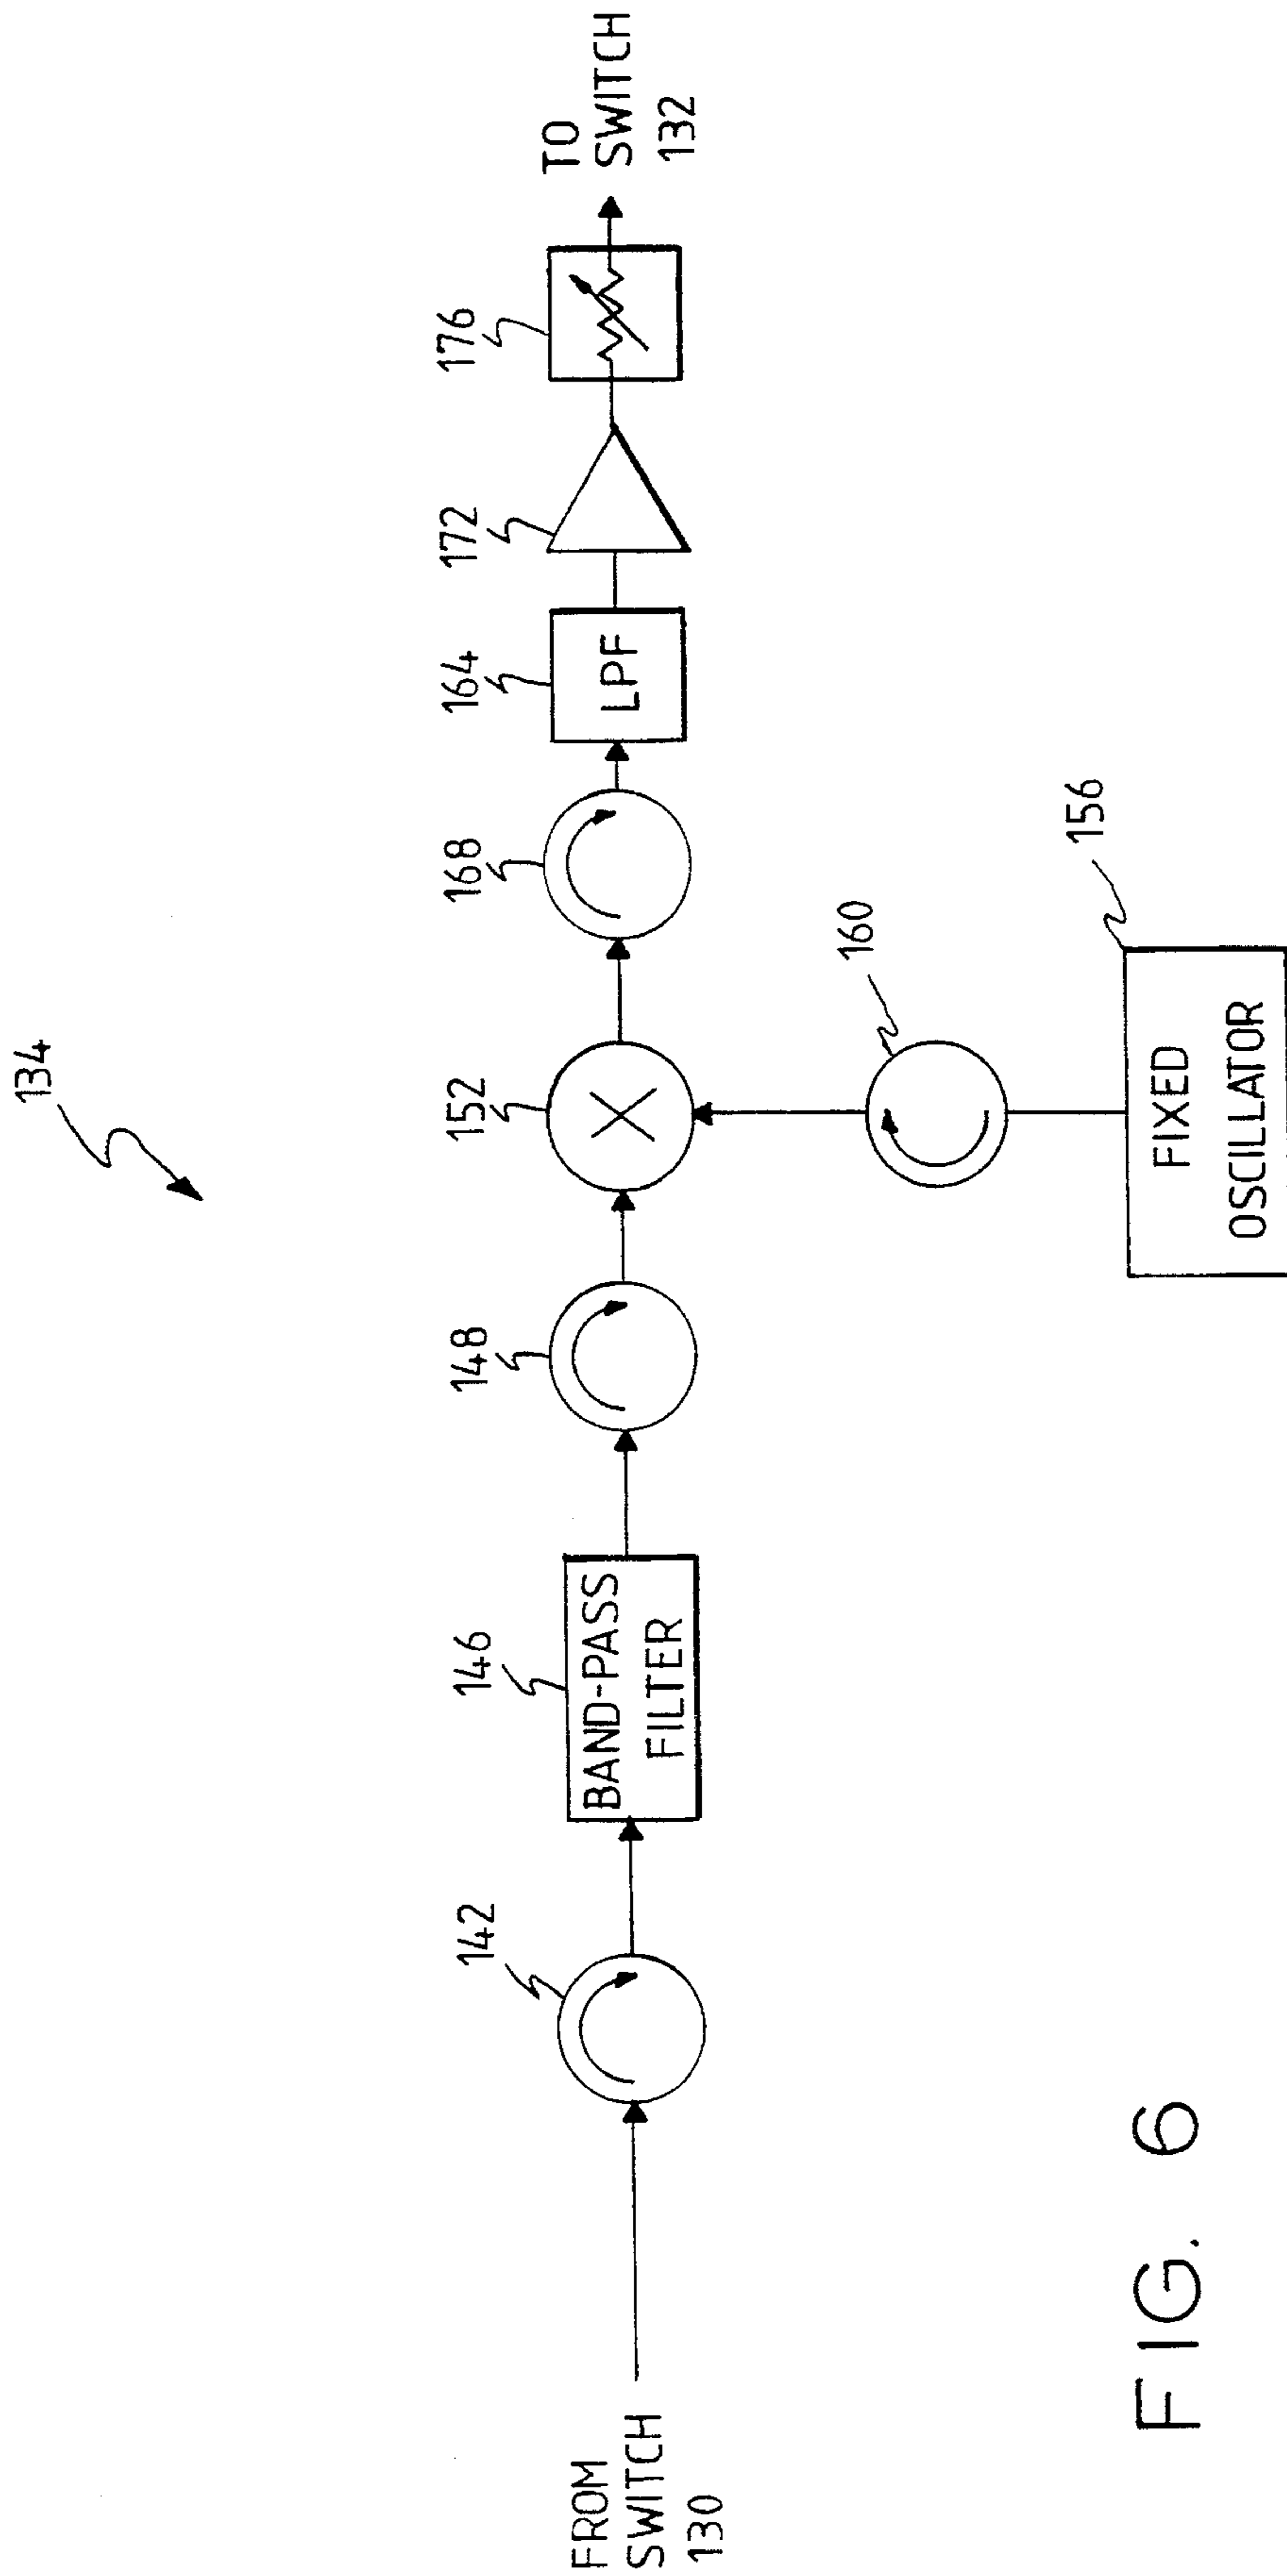 134
FROM
SWITCH
130
142
146
BAND-PASS
FILTER
148
152
168
164
LPF
172
176
TO
SWITCH
132
160
156
FIXED
OSCILLATOR
FIG. 6